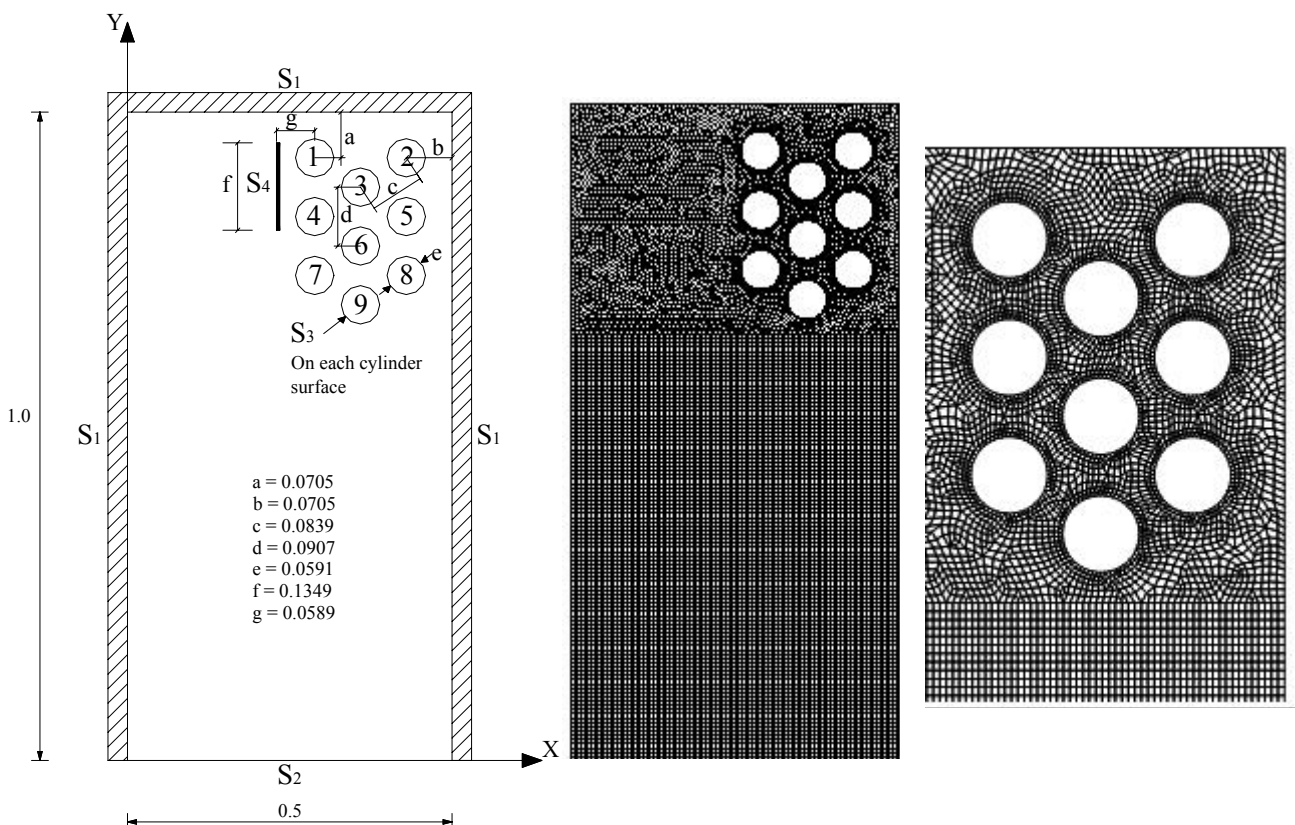 Y
S1
g
a
b
1
2
f
S4
3
c
d
4
5
6
e
7
8
9
S3
On each cylinder
surface
1.0
S1
S1
a = 0.0705
b = 0.0705
c = 0.0839
d = 0.0907
e = 0.0591
f = 0.1349
g = 0.0589
X
S2
0.5